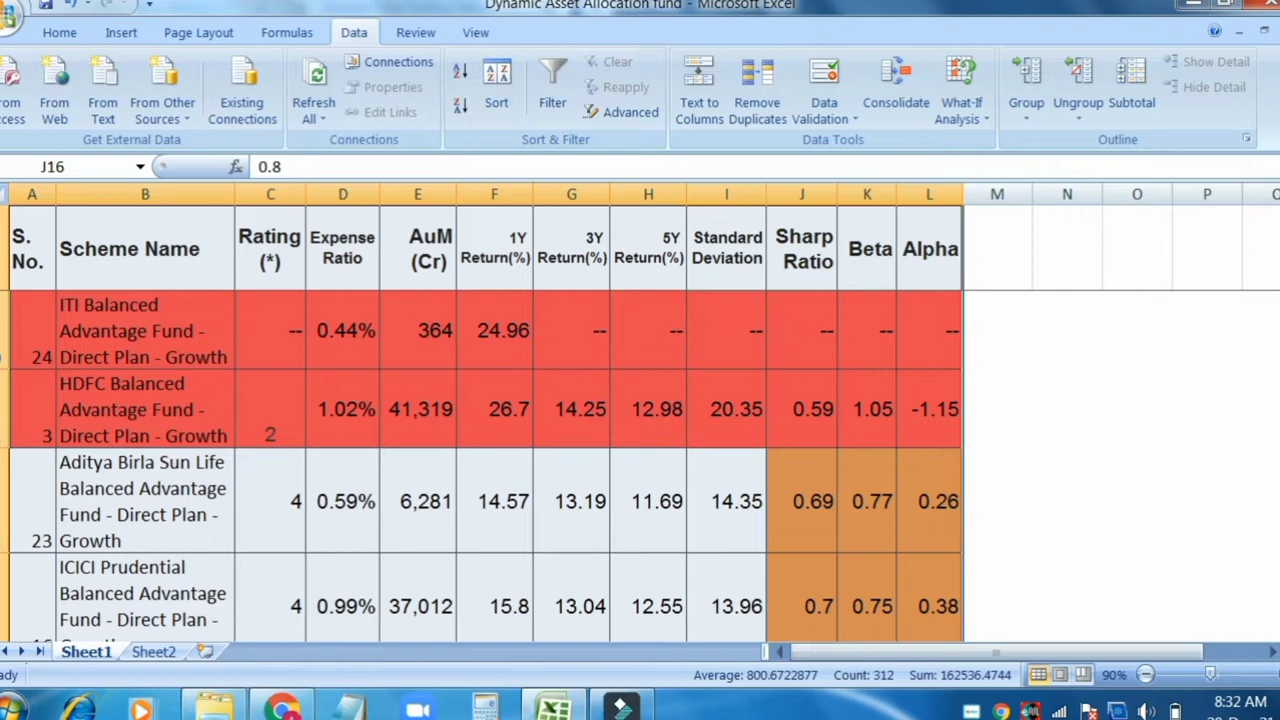 Dynamic Asset Allocation fund - Microsoft Excel
Home Insert Page Layout Formulas Data Review View
Connections
Properties
Edit Links
Clear
Reapply
Advanced
Show Detail
Hide Detail
From
Web
From
Text
From Other
Sources
Existing
Connections
Refresh
All
Sort
Filter
Text to
Columns
Remove
Duplicates
Data
Validation
Consolidate
What-If
Analysis
Group
Ungroup
Subtotal
Get External Data
Connections
Sort & Filter
Data Tools
Outline
J16 fx 0.8
A B C D E F G H I J K L M N O P
S.
No.
Scheme Name
Rating
(*)
Expense
Ratio
AuM
(Cr)
1Y
Return(%)
3Y
Return(%)
5Y
Return(%)
Standard
Deviation
Sharp
Ratio
Beta
Alpha
24
ITI Balanced
Advantage Fund -
Direct Plan - Growth
-- 0.44% 364 24.96 -- -- -- -- -- --
3
HDFC Balanced
Advantage Fund -
Direct Plan - Growth
2 1.02% 41,319 26.7 14.25 12.98 20.35 0.59 1.05 -1.15
23
Aditya Birla Sun Life
Balanced Advantage
Fund - Direct Plan -
Growth
4 0.59% 6,281 14.57 13.19 11.69 14.35 0.69 0.77 0.26
ICICI Prudential
Balanced Advantage
Fund - Direct Plan -
4 0.99% 37,012 15.8 13.04 12.55 13.96 0.7 0.75 0.38
Sheet1 Sheet2
Average: 800.6722877 Count: 312 Sum: 162536.4744 90%
8:32 AM